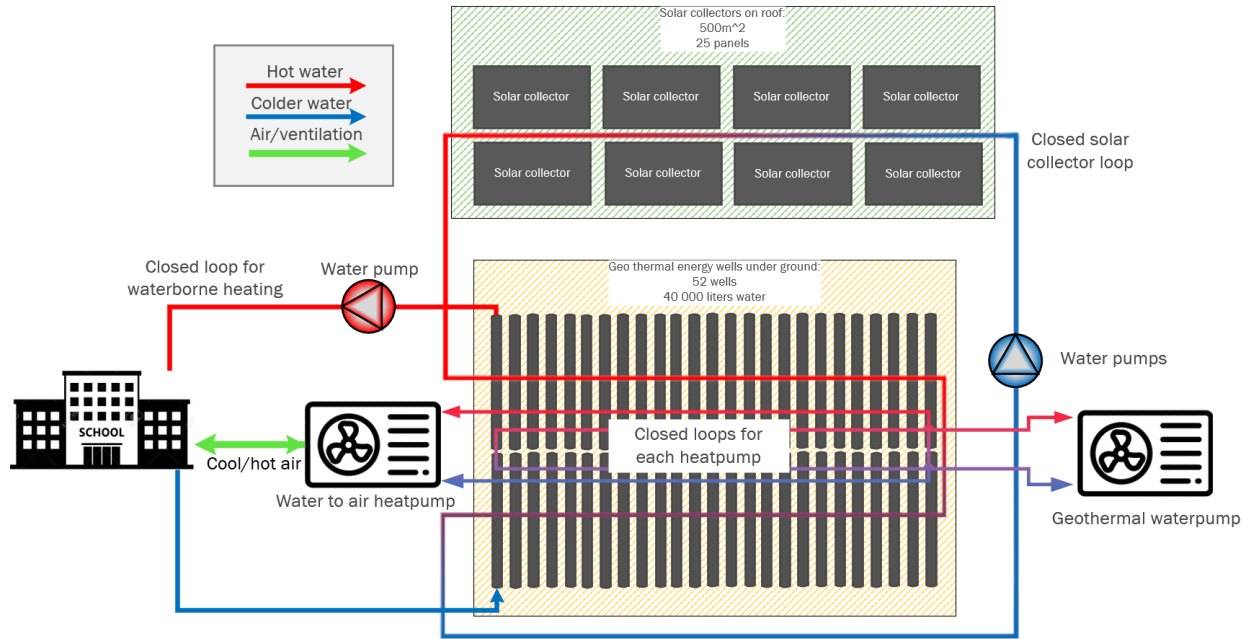 Solar collectors on roof:
500m^2
25 panels
Hot water
Colder water
Air/ventilation
Solar collector
Solar collector
Solar collector
Solar collector
Closed solar
collector loop
Solar collector
Solar collector
Solar collector
Solar collector
Closed loop for
waterborne heating
Water pump
Geo thermal energy wells under ground:
52 wells
40 000 liters water
Water pumps
SCHOOL
Closed loops for
each heatpump
Cool/hot air
Water to air heatpump
Geothermal waterpump